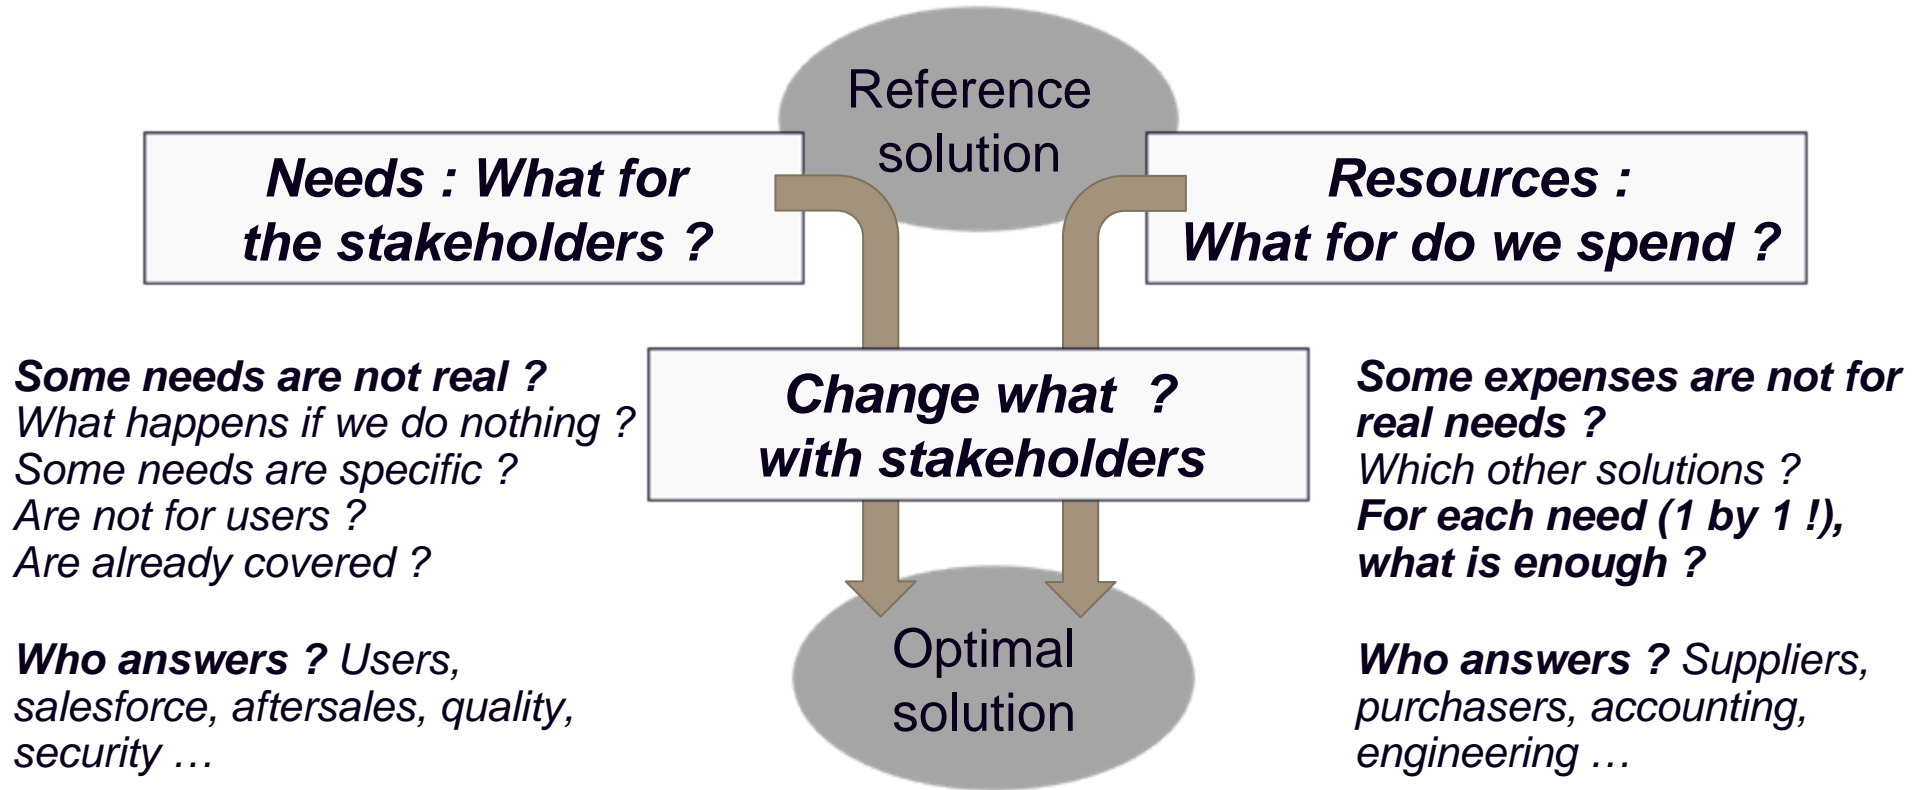 Reference
solution
Needs : What for
the stakeholders ?
Resources :
What for do we spend ?
Some needs are not real ?
What happens if we do nothing ?
Some needs are specific ?
Are not for users ?
Are already covered ?
Who answers ? Users,
salesforce, aftersales, quality,
security …
Change what ?
with stakeholders
Some expenses are not for
real needs ?
Which other solutions ?
For each need (1 by 1 !),
what is enough ?
Who answers ? Suppliers,
purchasers, accounting,
engineering …
Optimal
solution